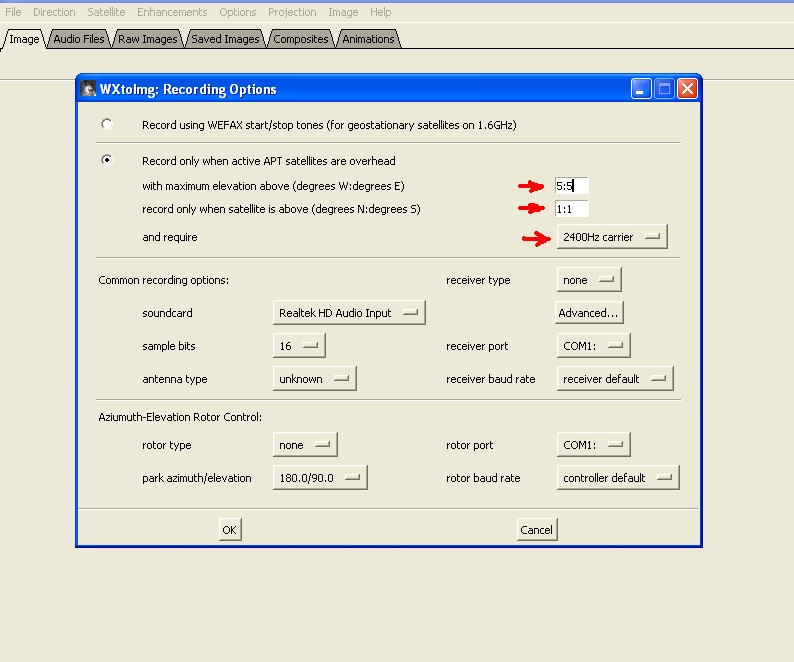 File Direction Satellite Enhancements Options Projection Image Help
Image Audio Files Raw Images Saved Images Composites Animations
WXtoImg: Recording Options
Record using WEFAX start/stop tones (for geostationary satellites on 1.6GHz)
Record only when active APT satellites are overhead
with maximum elevation above (degrees W:degrees E) 5:5
record only when satellite is above (degrees N:degrees S) 1:1
and require 2400Hz carrier
Common recording options: receiver type none
soundcard Realtek HD Audio Input Advanced...
sample bits 16 receiver port COM1:
antenna type unknown receiver baud rate receiver default
Aziumuth-Elevation Rotor Control:
rotor type none rotor port COM1:
park azimuth/elevation 180.0/90.0 rotor baud rate controller default
OK Cancel